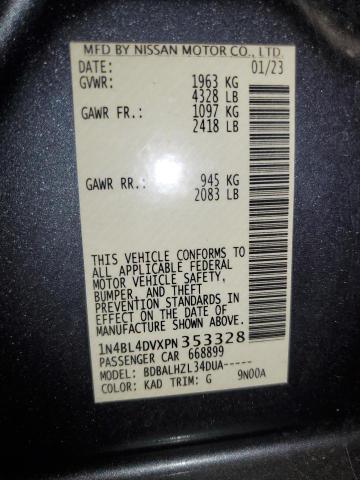 MFD BY NISSAN MOTOR CO., LTD.
DATE: 01/23
GVWR: 1963 KG
4328 LB
GAWR FR.: 1097 KG
2418 LB
GAWR RR.: 945 KG
2083 LB
THIS VEHICLE CONFORMS TO
ALL APPLICABLE FEDERAL
MOTOR VEHICLE SAFETY,
BUMPER, AND THEFT
PREVENTION STANDARDS IN
EFFECT ON THE DATE OF
MANUFACTURE SHOWN ABOVE.
1N4BL4DVXPN353328
PASSENGER CAR 668899
MODEL: BDBALHZL34DUA-----
COLOR: KAD TRIM: G 9N00A